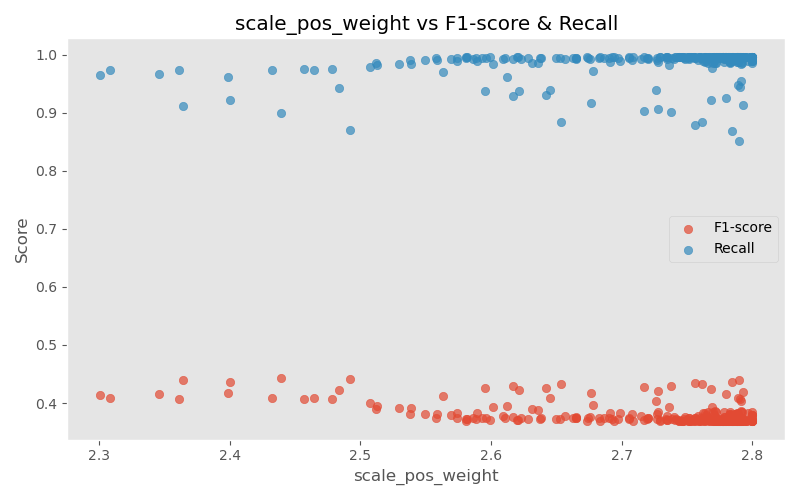 scale_pos_weight vs F1-score & Recall
Score
1.0
0.9
0.8
0.7
0.6
0.5
0.4
F1-score
Recall
2.3 2.4 2.5 2.6 2.7 2.8
scale_pos_weight